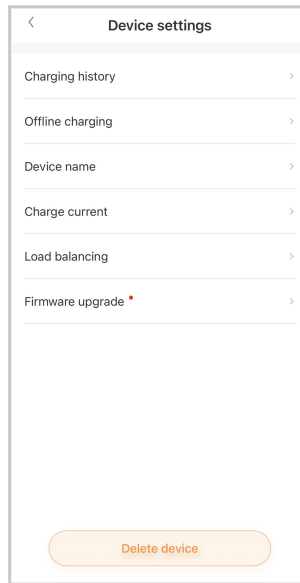 Device settings
Charging history
Offline charging
Device name
Charge current
Load balancing
Firmware upgrade
Delete device